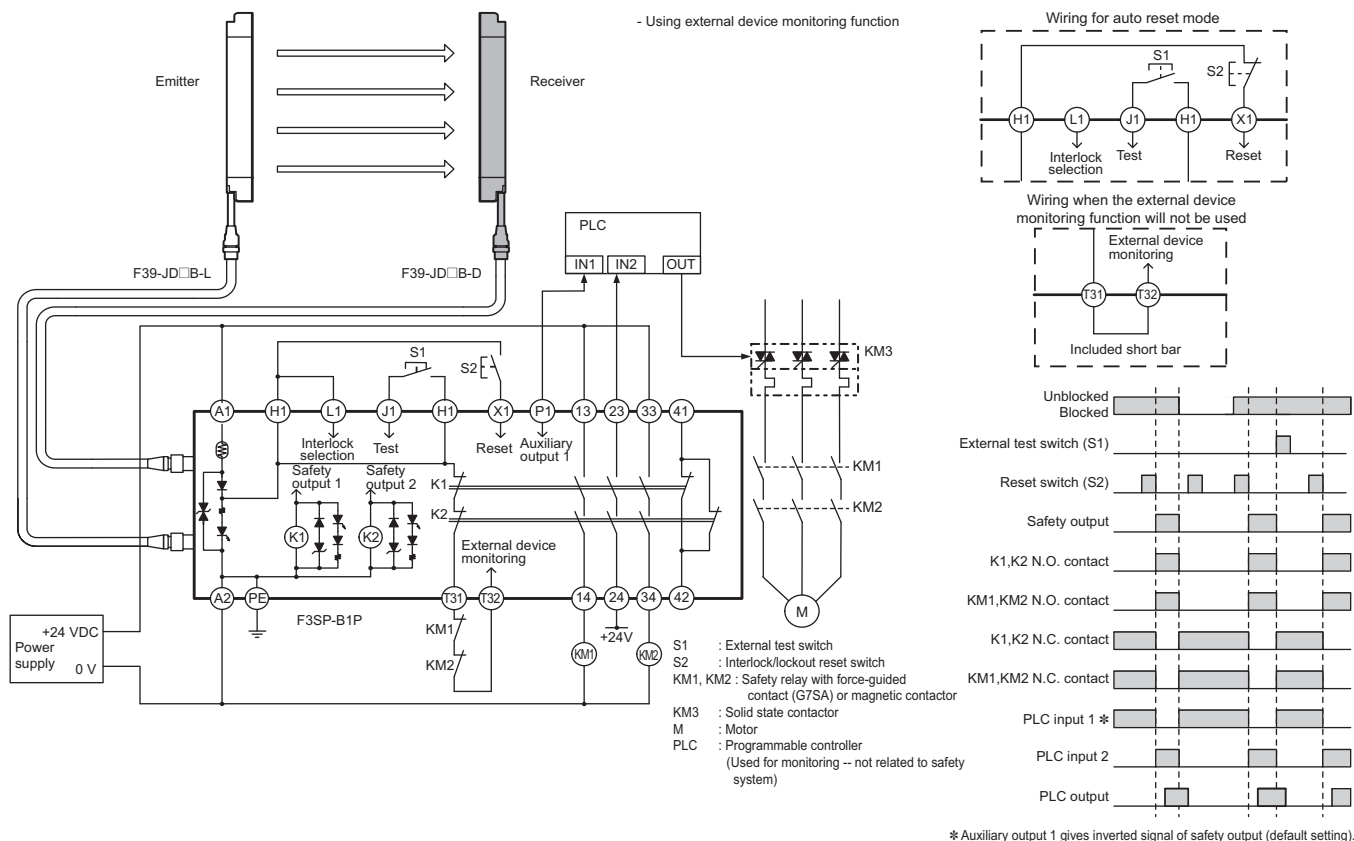 - Using external device monitoring function
Wiring for auto reset mode
S1
S2
H1
L1
J1
H1
X1
Interlock
selection
Test
Reset
Emitter
Receiver
Wiring when the external device
monitoring function will not be used
External device
monitoring
T31
T32
Included short bar
F39-JD□B-L
F39-JD□B-D
PLC
IN1
IN2
OUT
KM3
S1
S2
A1
H1
L1
J1
H1
X1
P1
13
23
33
41
Interlock
selection
Test
Reset
Auxiliary
output 1
Safety
output 1
Safety
output 2
K1
K2
K1
K2
External device
monitoring
KM1
KM2
M
A2
PE
T31
T32
14
24
34
42
F3SP-B1P
+24V
KM1
KM2
KM1
KM2
+24 VDC
Power
supply
0 V
S1 : External test switch
S2 : Interlock/lockout reset switch
KM1, KM2 : Safety relay with force-guided
contact (G7SA) or magnetic contactor
KM3 : Solid state contactor
M : Motor
PLC : Programmable controller
(Used for monitoring -- not related to safety
system)
Unblocked
Blocked
External test switch (S1)
Reset switch (S2)
Safety output
K1,K2 N.O. contact
KM1,KM2 N.O. contact
K1,K2 N.C. contact
KM1,KM2 N.C. contact
PLC input 1 ✽
PLC input 2
PLC output
✽ Auxiliary output 1 gives inverted signal of safety output (default setting).